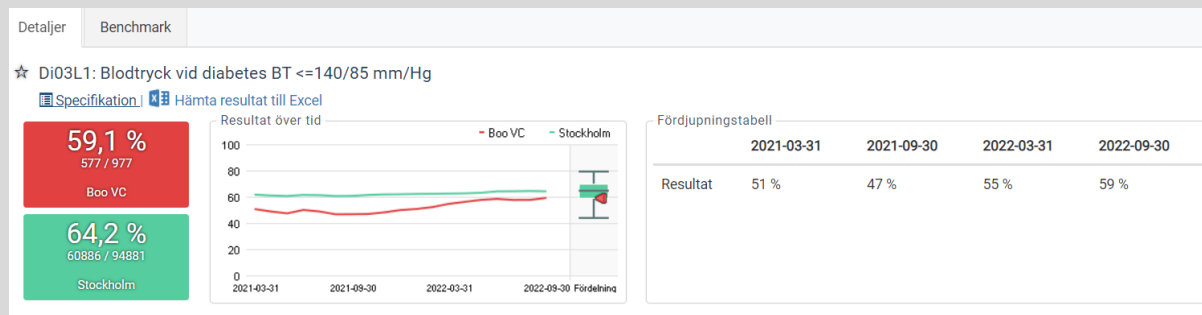 Detaljer Benchmark
☆ Di03L1: Blodtryck vid diabetes BT <=140/85 mm/Hg
Specifikation | Hämta resultat till Excel
59,1 %
577 / 977
Boo VC
64,2 %
60886 / 94881
Stockholm
Resultat över tid
Boo VC Stockholm
100
80
60
40
20
0
2021-03-31 2021-09-30 2022-03-31 2022-09-30 Fördelning
Fördjupningstabell
2021-03-31 2021-09-30 2022-03-31 2022-09-30
Resultat 51 % 47 % 55 % 59 %